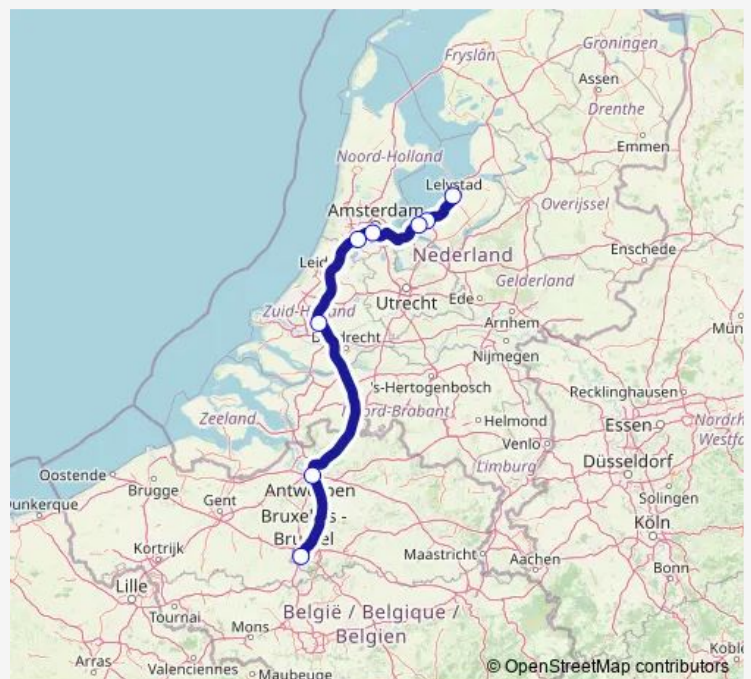 Groningen
Fryslân
Assen
Drenthe
Emmen
Noord-Holland
Lelystad
Amsterdam
Overijssel
Enschede
Nederland
Leid
Gelderland
Utrecht
Ede
Zuid-Holland
Arnhem
Dordrecht
Nijmegen
Mün
's-Hertogenbosch
Recklinghausen
Noord-Brabant
Zeeland
Helmond
Essen
Nordrh
Westfa
Venlo
Düsseldorf
Limburg
Oostende
Brugge
Antwerpen
Solingen
Dunkerque
Gent
Bruxelles -
Brussel
Köln
Kortrijk
Maastricht
Aachen
Bonn
Lille
België / Belgique /
Belgien
Tournai
Mons
Koble
Arras
Valenciennes
Maubeuge
© OpenStreetMap contributors